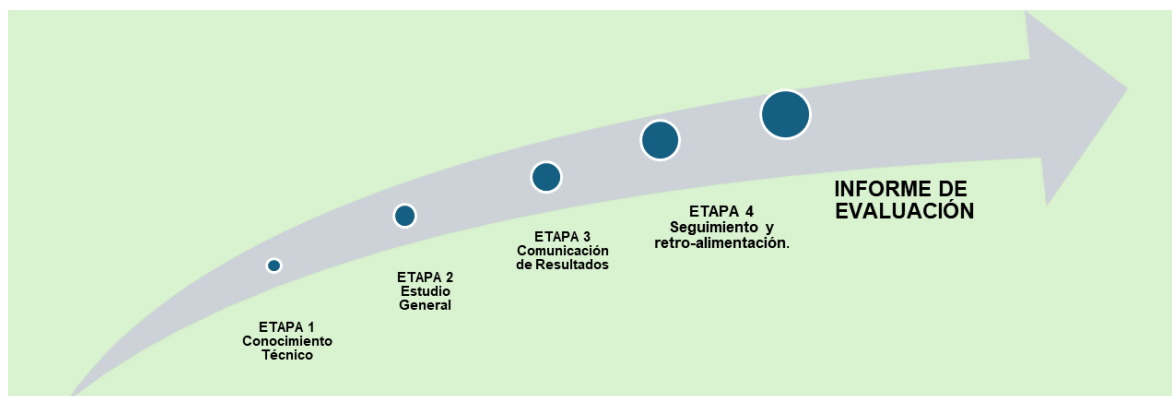 ETAPA 1
Conocimiento
Técnico
ETAPA 2
Estudio
General
ETAPA 3
Comunicación
de Resultados
ETAPA 4
Seguimiento y
retro-alimentación.
INFORME DE
EVALUACIÓN